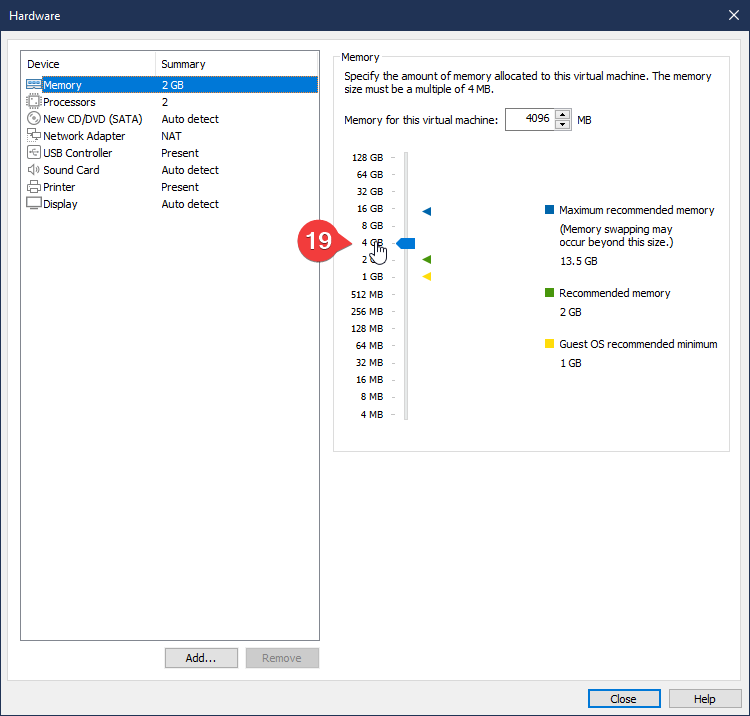 Hardware
Device Summary
Memory 2 GB
Processors 2
New CD/DVD (SATA) Auto detect
Network Adapter NAT
USB Controller Present
Sound Card Auto detect
Printer Present
Display Auto detect
Add...
Remove
Memory
Specify the amount of memory allocated to this virtual machine. The memory
size must be a multiple of 4 MB.
Memory for this virtual machine: 4096 MB
128 GB
64 GB
32 GB
16 GB
8 GB
19
4 GB
2
1 GB
512 MB
256 MB
128 MB
64 MB
32 MB
16 MB
8 MB
4 MB
Maximum recommended memory
(Memory swapping may
occur beyond this size.)
13.5 GB
Recommended memory
2 GB
Guest OS recommended minimum
1 GB
Close
Help